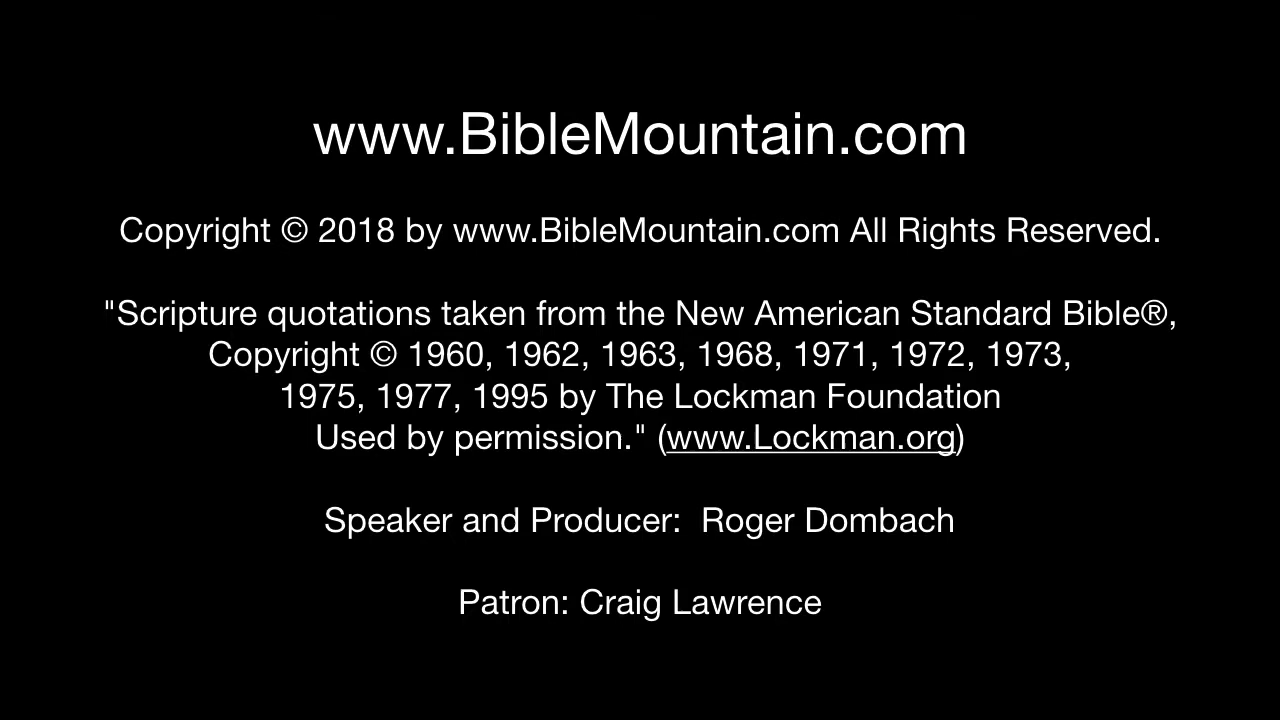 www.BibleMountain.com
Copyright © 2018 by www.BibleMountain.com All Rights Reserved.
"Scripture quotations taken from the New American Standard Bible®,
Copyright © 1960, 1962, 1963, 1968, 1971, 1972, 1973,
1975, 1977, 1995 by The Lockman Foundation
Used by permission." (www.Lockman.org)
Speaker and Producer:  Roger Dombach
Patron: Craig Lawrence